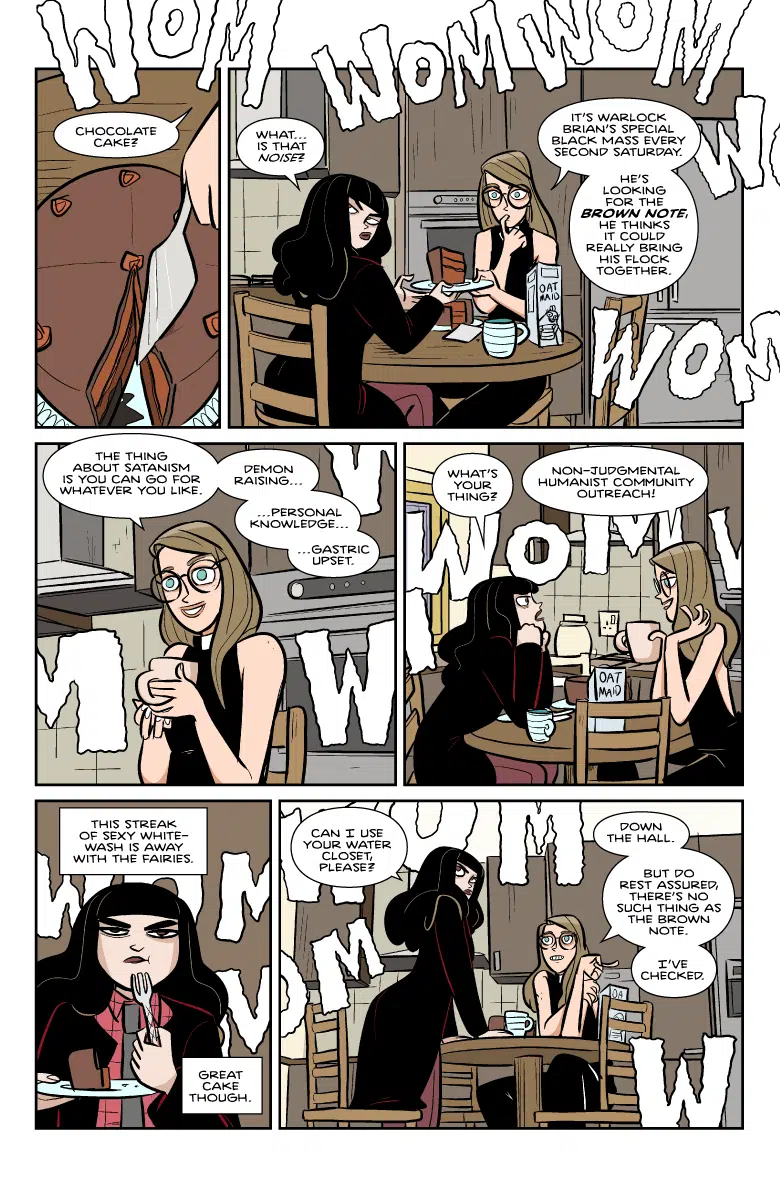 WOM
WOM
WOM
WOM
CHOCOLATE
CAKE?
WHAT...
IS THAT
NOISE?
IT'S WARLOCK
BRIAN'S SPECIAL
BLACK MASS EVERY
SECOND SATURDAY.
HE'S
LOOKING
FOR THE
BROWN NOTE,
HE THINKS
IT COULD
REALLY BRING
HIS FLOCK
TOGETHER.
OAT
MAID
WOM
THE THING
ABOUT SATANISM
IS YOU CAN GO FOR
WHATEVER YOU LIKE.
DEMON
RAISING...
...PERSONAL
KNOWLEDGE...
...GASTRIC
UPSET.
W
M
W
WHAT'S
YOUR
THING?
NON-JUDGMENTAL
HUMANIST COMMUNITY
OUTREACH!
WOM
W
OAT
MAID
THIS STREAK
OF SEXY WHITE-
WASH IS AWAY
WITH THE FAIRIES.
WOM
W
GREAT
CAKE
THOUGH.
CAN I USE
YOUR WATER
CLOSET,
PLEASE?
OM
WOM
DOWN
THE HALL.
BUT DO
REST ASSURED,
THERE'S NO
SUCH THING AS
THE BROWN
NOTE.
I'VE
CHECKED.
W